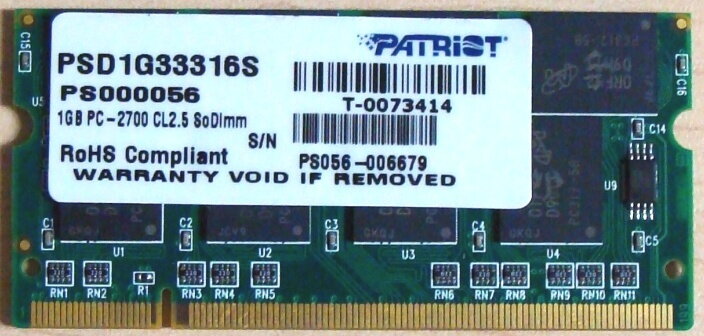 PATRIOT
PSD1G33316S
PS000056
T-0073414
1GB PC-2700 CL2.5 SoDImm
S/N
PS056-006679
RoHS Compliant
WARRANTY VOID IF REMOVED
C15
C16
C14
U9
C1
C2
C3
C4
C5
U1
U2
U3
U4
RN1
RN2
R1
RN3
RN4
RN5
RN6
RN7
RN8
RN9
RN10
RN11